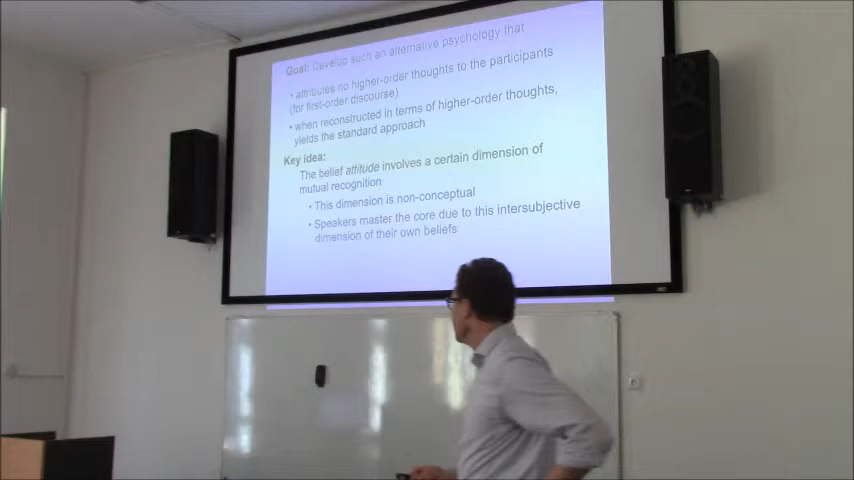 Goal: Develop such an alternative psychology that
• attributes no higher-order thoughts to the participants
(for first-order discourse)
• when reconstructed in terms of higher-order thoughts,
yields the standard approach
Key idea:
The belief attitude involves a certain dimension of
mutual recognition
• This dimension is non-conceptual
• Speakers master the core due to this intersubjective
dimension of their own beliefs